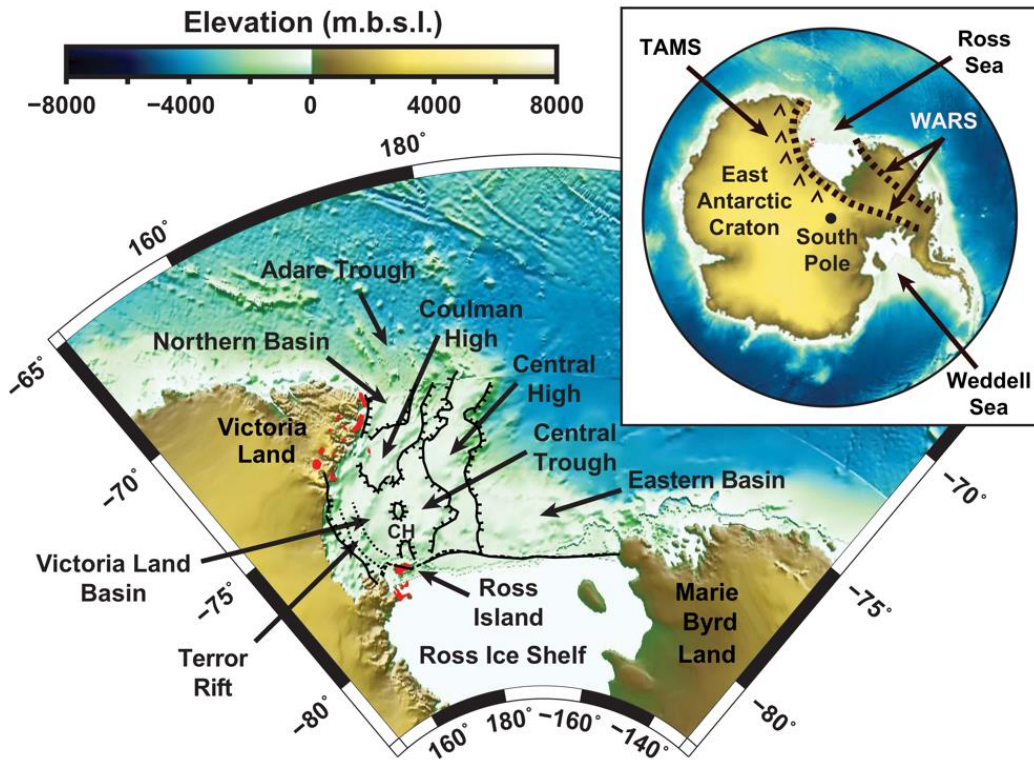 Elevation (m.b.s.l.)
−8000 −4000 0 4000 8000
TAMS
Ross
Sea
WARS
East
Antarctic
Craton
South
Pole
Weddell
Sea
180°
160°
−65°
−70°
−75°
−80°
Adare Trough
Coulman
High
Northern Basin
Central
High
Victoria
Land
Central
Trough
Eastern Basin
CH
Victoria Land
Basin
Ross
Island
Terror
Rift
Ross Ice Shelf
Marie
Byrd
Land
−70°
−75°
−80°
160° 180° −160° −140°